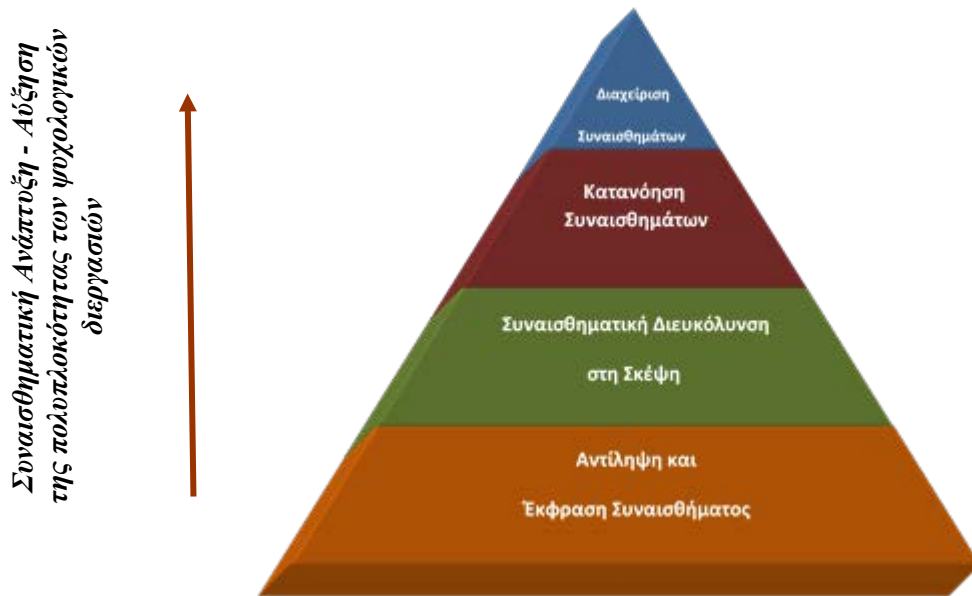 Συναισθηματική Ανάπτυξη - Αύξηση
της πολυπλοκότητας τον ψυχολογικών
διεργασιών
Διαχείριση
Συναισθημάτων
Κατανόηση
Συναισθημάτων
Συναισθηματική Διευκόλυνση
στη Σκέψη
Αντίληψη και
Έκφραση Συναισθήματος